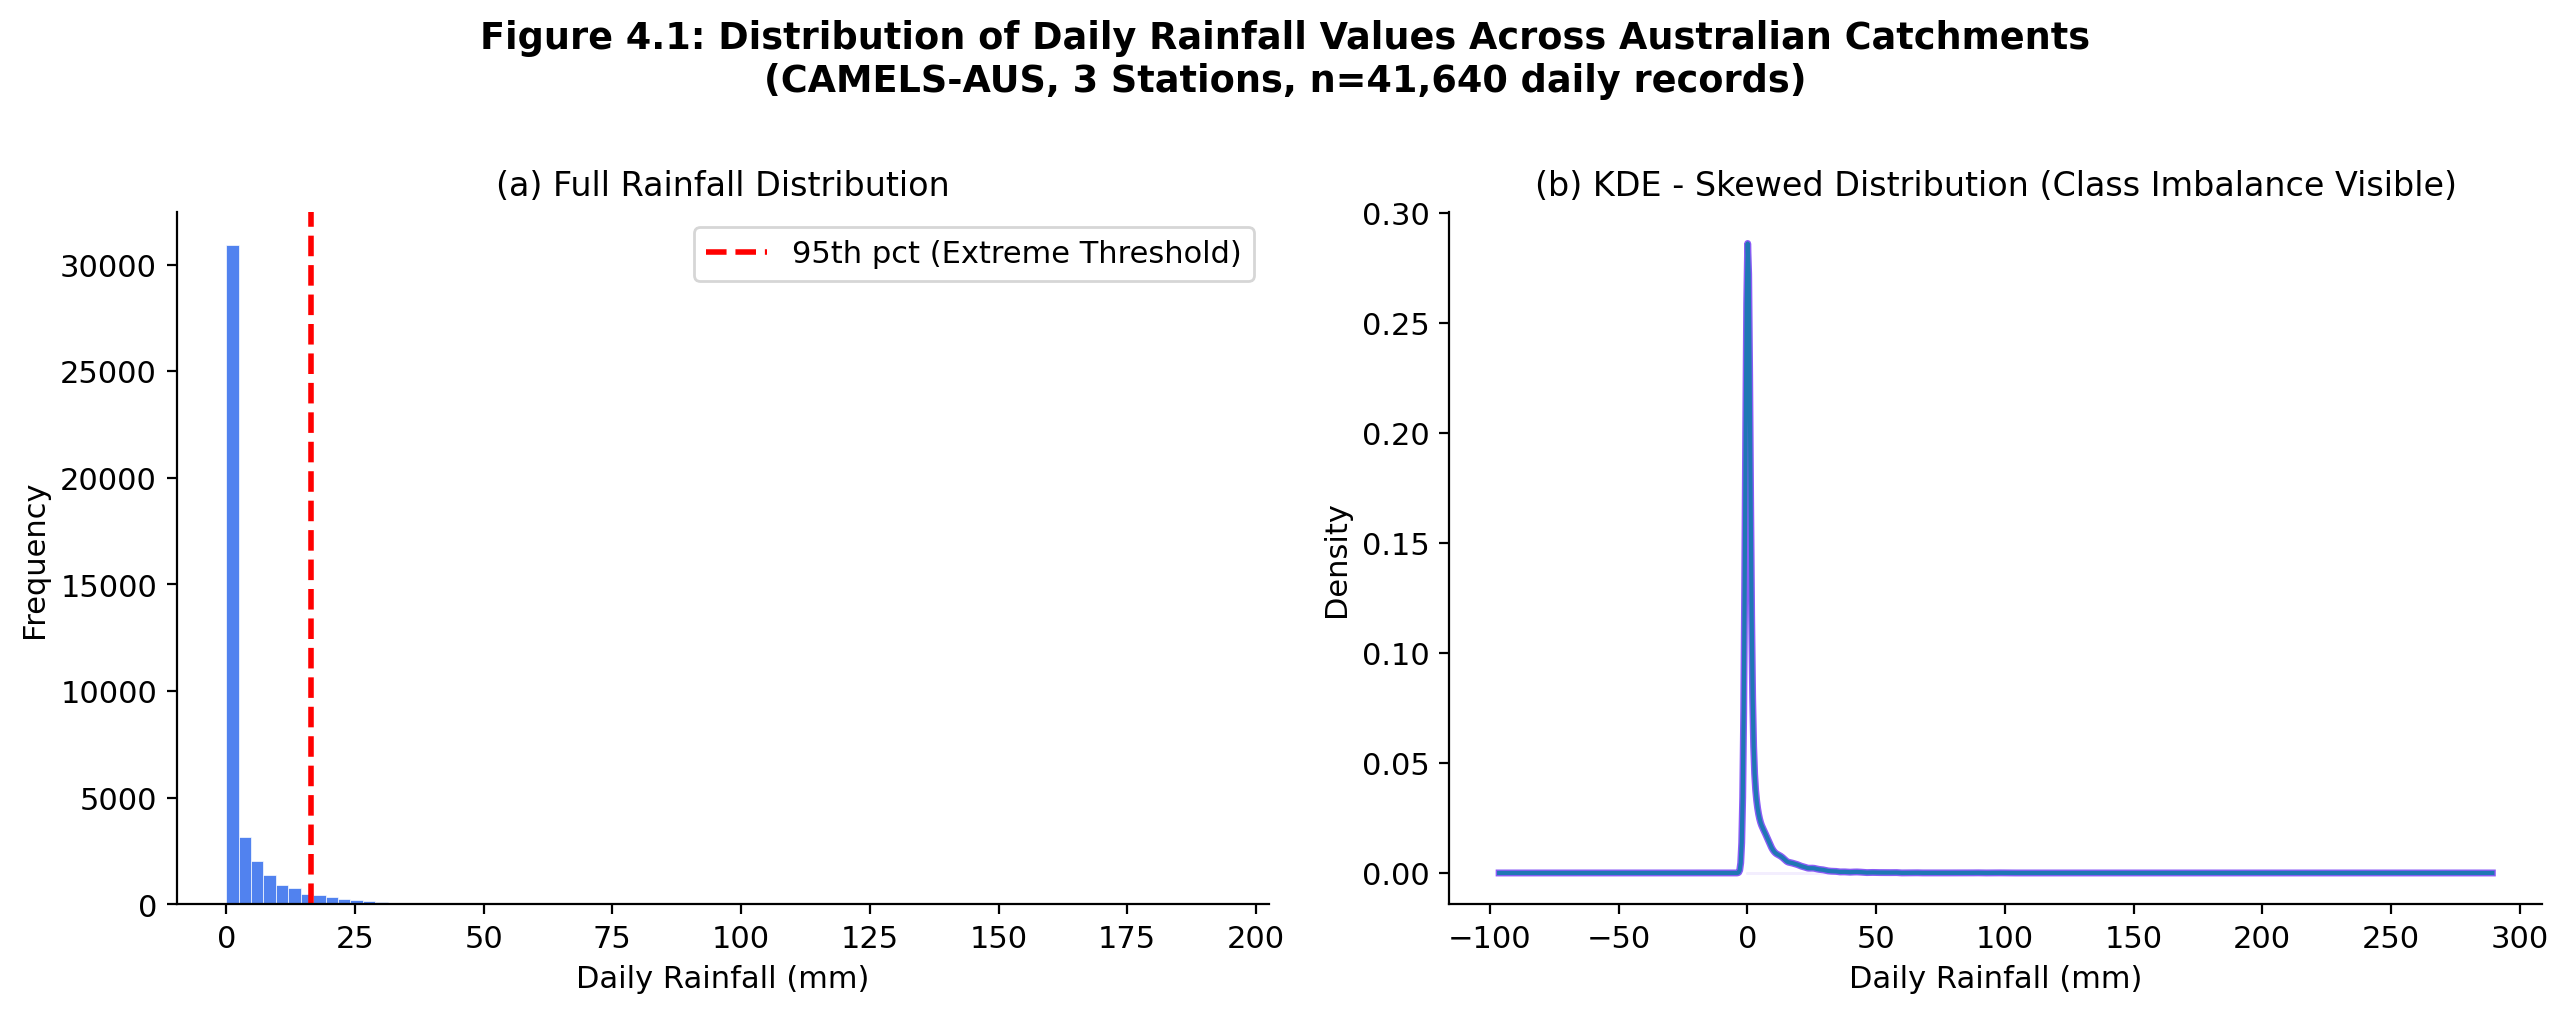 Figure 4.1: Distribution of Daily Rainfall Values Across Australian Catchments
(CAMELS-AUS, 3 Stations, n=41,640 daily records)
(a) Full Rainfall Distribution
95th pct (Extreme Threshold)
Frequency
30000
25000
20000
15000
10000
5000
0
0 25 50 75 100 125 150 175 200
Daily Rainfall (mm)
(b) KDE - Skewed Distribution (Class Imbalance Visible)
Density
0.30
0.25
0.20
0.15
0.10
0.05
0.00
−100 −50 0 50 100 150 200 250 300
Daily Rainfall (mm)